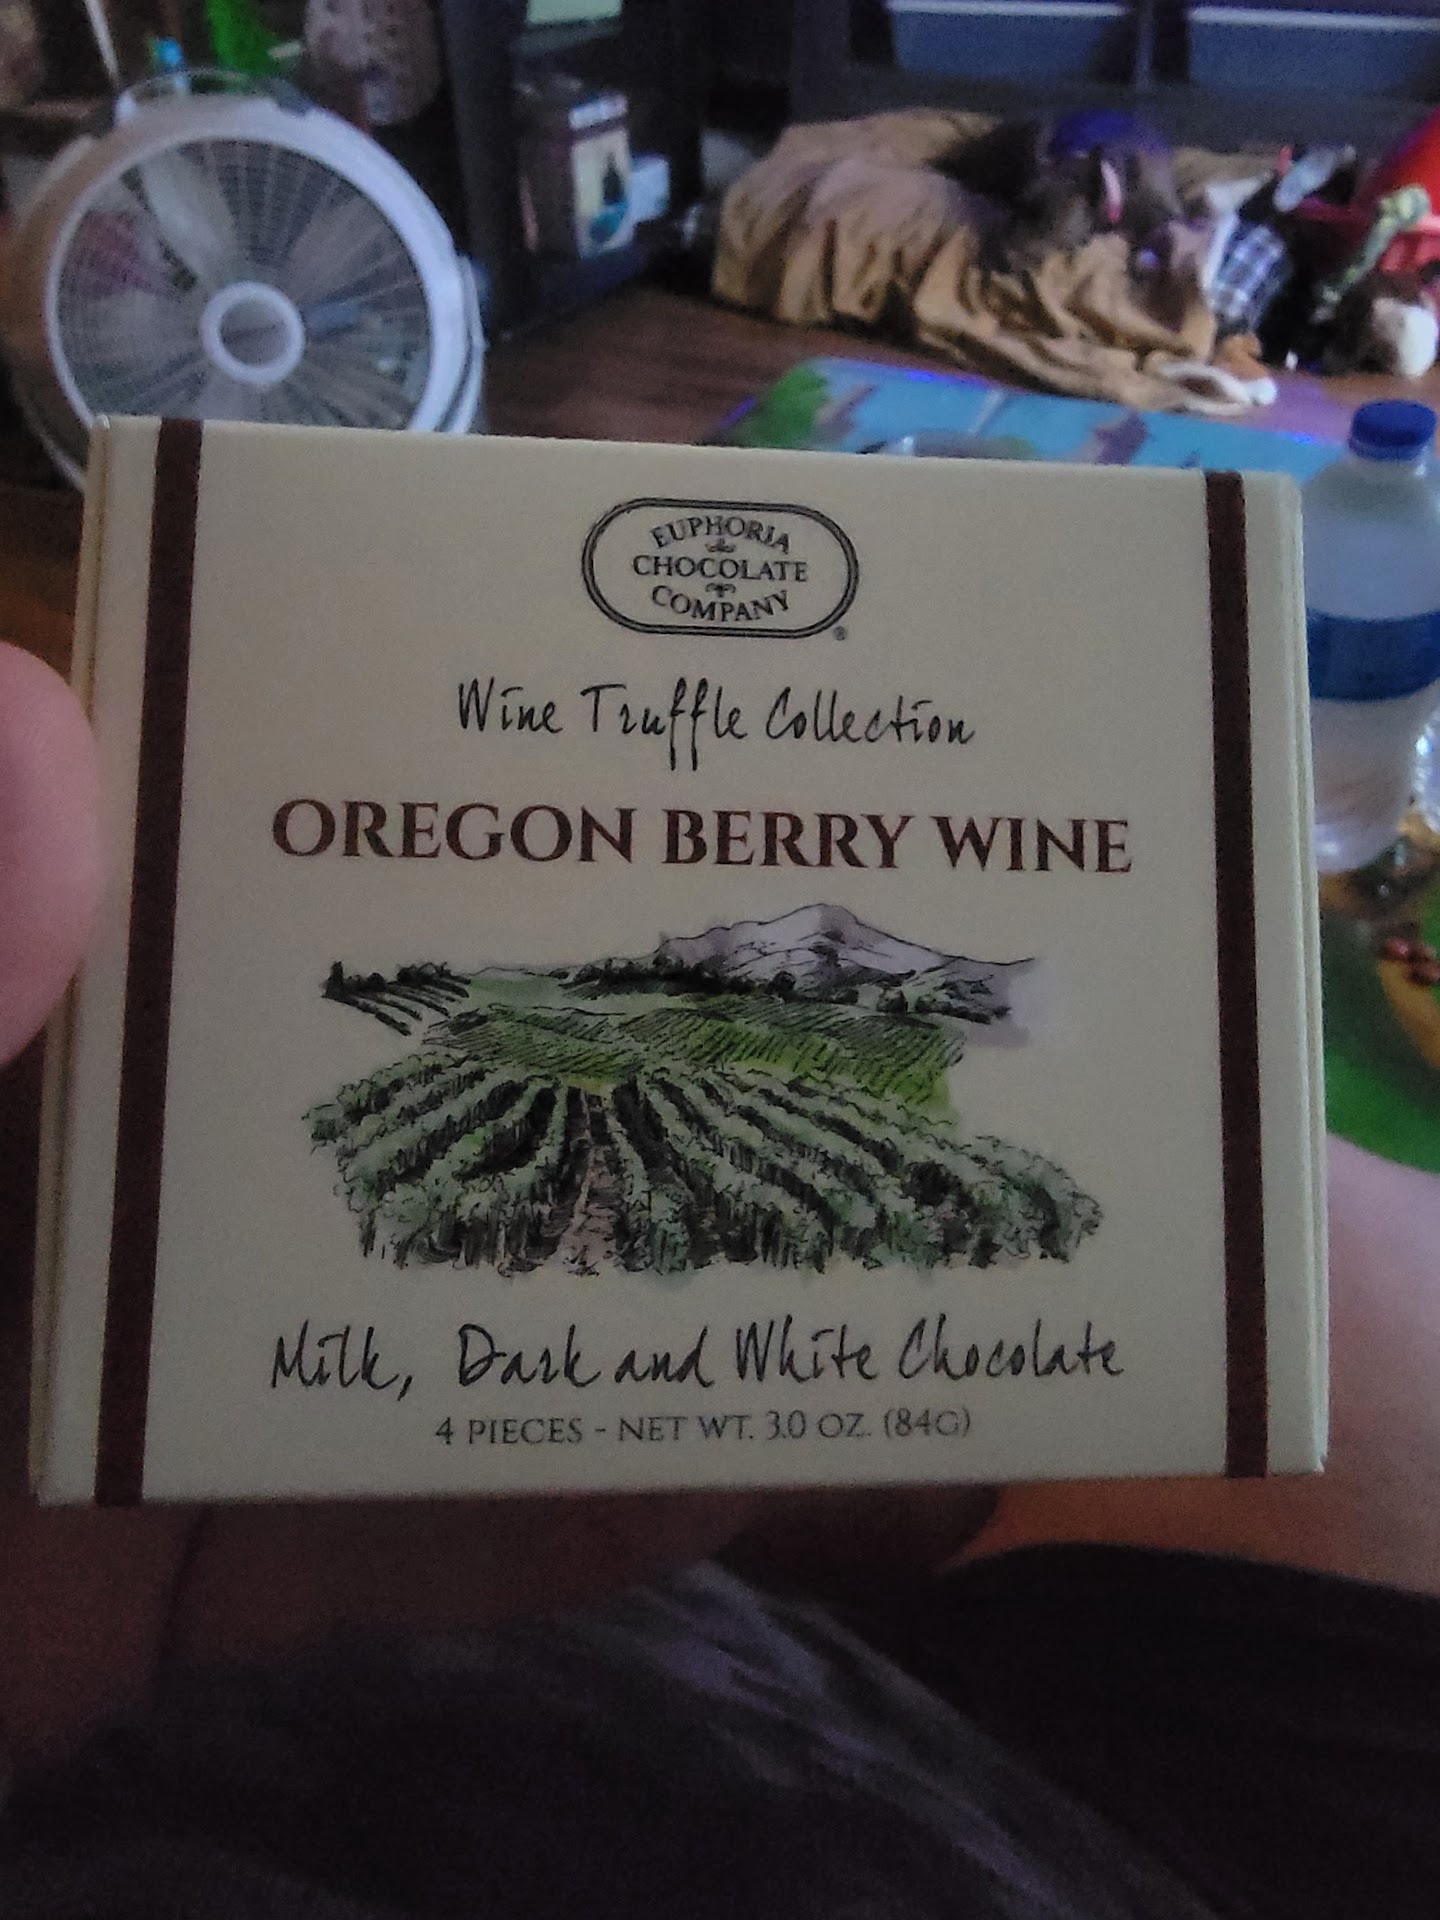 EUPHORIA
CHOCOLATE
COMPANY
®
Wine Truffle Collection
OREGON BERRY WINE
Milk, Dark and White Chocolate
4 PIECES - NET WT. 3.0 OZ. (84G)